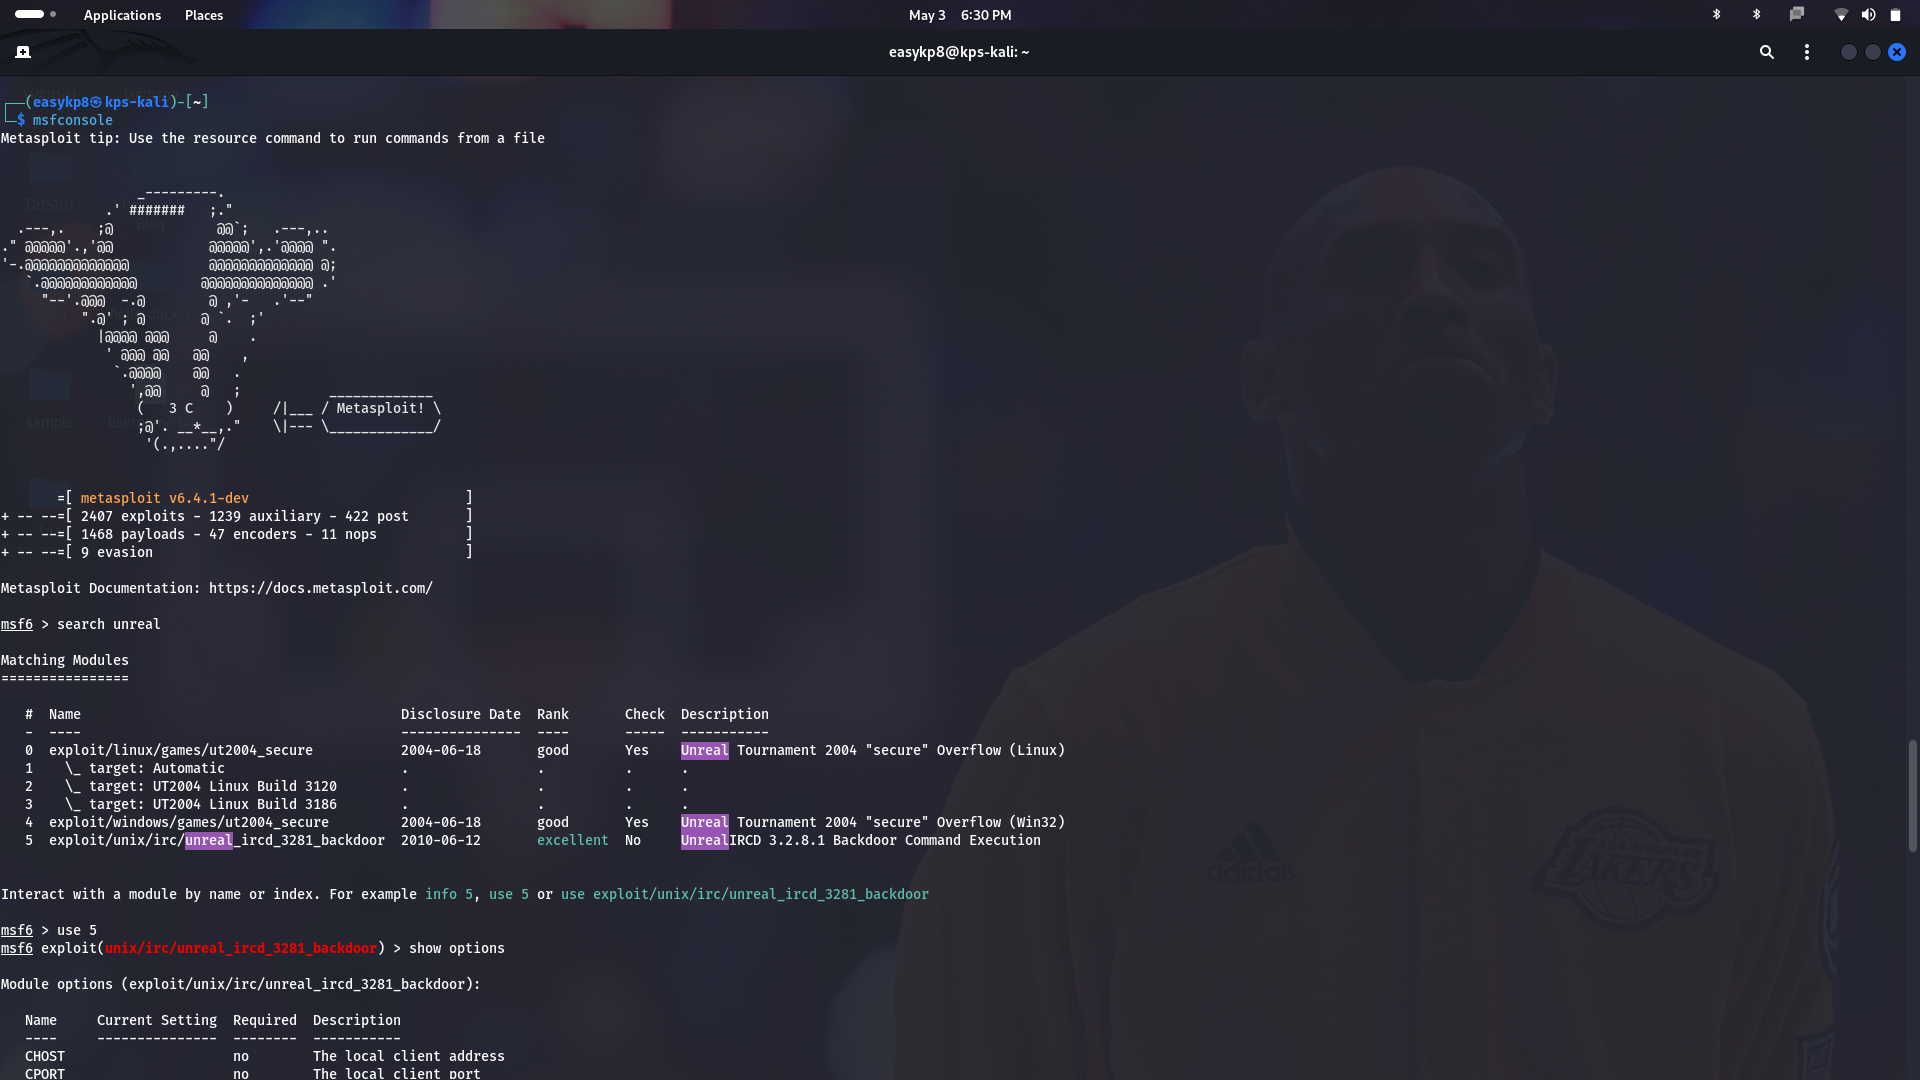 Applications Places May 3 6:30 PM
easykp8@kps-kali: ~
┌──(easykp8㉿kps-kali)-[~]
└─$ msfconsole
Metasploit tip: Use the resource command to run commands from a file
                 _---------.
             .' #######   ;."
  .---,.    ;@             @@`;   .---,..
." @@@@@'.,'@@            @@@@@',.'@@@@ ".
'-.@@@@@@@@@@@@@          @@@@@@@@@@@@@ @;
   `.@@@@@@@@@@@@        @@@@@@@@@@@@@@ .'
     "--'.@@@  -.@        @ ,'-   .'--"
          ".@' ; @       @ `.  ;'
            |@@@@ @@@     @    .
             ' @@@ @@   @@    ,
              `.@@@@    @@   .
                ',@@     @   ;           _____________
                 (   3 C    )     /|___ / Metasploit! \
                 ;@'. __*__,."    \|--- \_____________/
                  '(.,...."/
       =[ metasploit v6.4.1-dev                           ]
+ -- --=[ 2407 exploits - 1239 auxiliary - 422 post       ]
+ -- --=[ 1468 payloads - 47 encoders - 11 nops           ]
+ -- --=[ 9 evasion                                       ]
Metasploit Documentation: https://docs.metasploit.com/
msf6 > search unreal
Matching Modules
================
   #  Name                                        Disclosure Date  Rank       Check  Description
   -  ----                                        ---------------  ----       -----  -----------
   0  exploit/linux/games/ut2004_secure           2004-06-18       good       Yes    Unreal Tournament 2004 "secure" Overflow (Linux)
   1    \_ target: Automatic                      .                .          .      .
   2    \_ target: UT2004 Linux Build 3120        .                .          .      .
   3    \_ target: UT2004 Linux Build 3186        .                .          .      .
   4  exploit/windows/games/ut2004_secure         2004-06-18       good       Yes    Unreal Tournament 2004 "secure" Overflow (Win32)
   5  exploit/unix/irc/unreal_ircd_3281_backdoor  2010-06-12       excellent  No     UnrealIRCD 3.2.8.1 Backdoor Command Execution
Interact with a module by name or index. For example info 5, use 5 or use exploit/unix/irc/unreal_ircd_3281_backdoor
msf6 > use 5
msf6 exploit(unix/irc/unreal_ircd_3281_backdoor) > show options
Module options (exploit/unix/irc/unreal_ircd_3281_backdoor):
   Name     Current Setting  Required  Description
   ----     ---------------  --------  -----------
   CHOST                     no        The local client address
   CPORT                     no        The local client port
DBS101
Blog
sample
adidas
LOS ANGELES
LAKERS